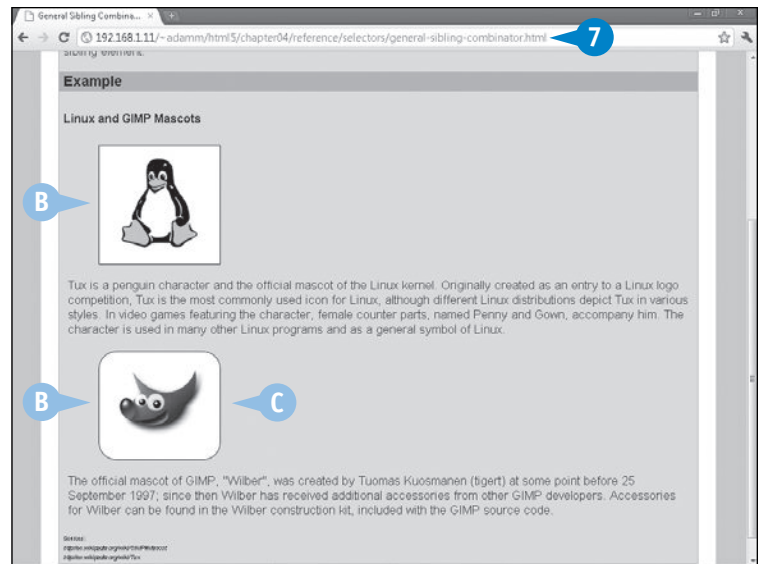 General Sibling Combina...
192.168.1.11/~adamm/html5/chapter04/reference/selectors/general-sibling-combinator.html
7
sibling element.
Example
Linux and GIMP Mascots
B
Tux is a penguin character and the official mascot of the Linux kernel. Originally created as an entry to a Linux logo
competition, Tux is the most commonly used icon for Linux, although different Linux distributions depict Tux in various
styles. In video games featuring the character, female counter parts, named Penny and Gown, accompany him. The
character is used in many other Linux programs and as a general symbol of Linux.
B
C
The official mascot of GIMP, "Wilber", was created by Tuomas Kuosmanen (tigert) at some point before 25
September 1997; since then Wilber has received additional accessories from other GIMP developers. Accessories
for Wilber can be found in the Wilber construction kit, included with the GIMP source code.